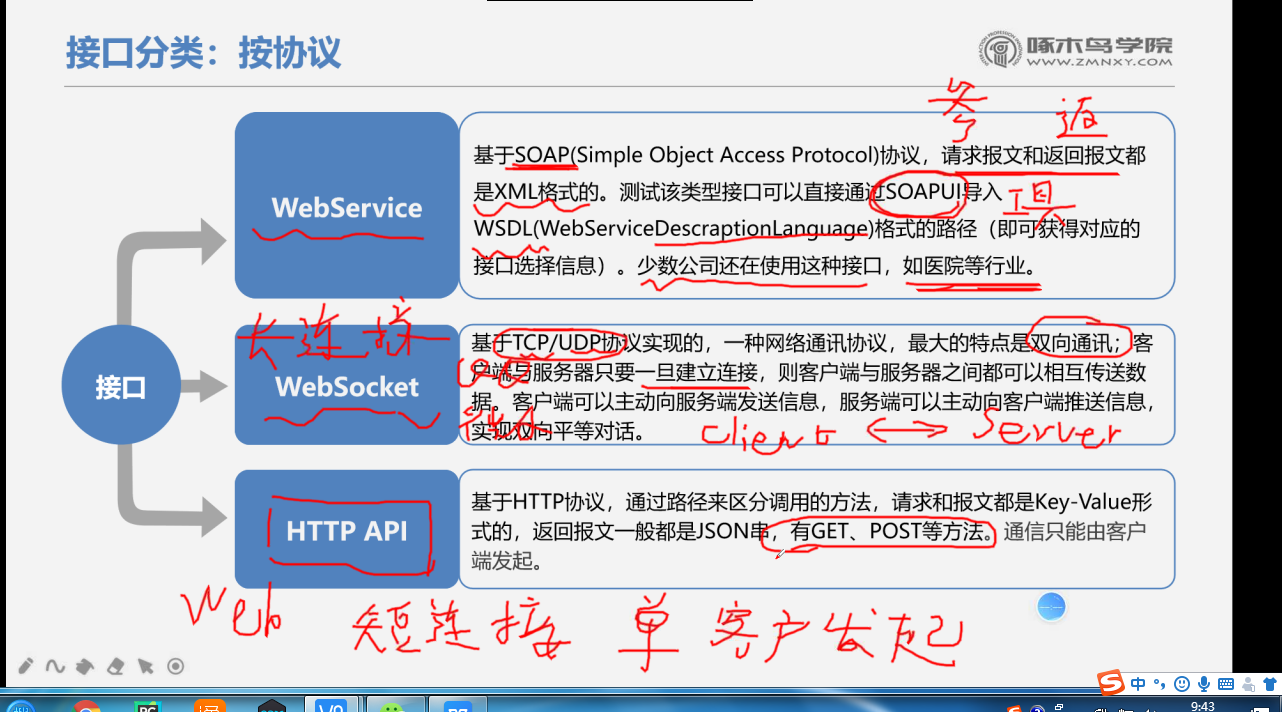 接口分类：按协议
啄木鸟学院
WWW.ZMNXY.COM
参 返
WebService
基于SOAP(Simple Object Access Protocol)协议，请求报文和返回报文都
是XML格式的。测试该类型接口可以直接通过SOAPUI导入
工具
WSDL(WebServiceDescraptionLanguage)格式的路径（即可获得对应的
接口选择信息）。少数公司还在使用这种接口，如医院等行业。
长连接
接口
WebSocket
基于TCP/UDP协议实现的，一种网络通讯协议，最大的特点是双向通讯；客
户端与服务器只要一旦建立连接，则客户端与服务器之间都可以相互传送数
据。客户端可以主动向服务端发送信息，服务端可以主动向客户端推送信息，
实现双向平等对话。
client Server
HTTP API
基于HTTP协议，通过路径来区分调用的方法，请求和报文都是Key-Value形
式的，返回报文一般都是JSON串，有GET、POST等方法。通信只能由客户
端发起。
Web 短连接 单 客户发起
中
9:43